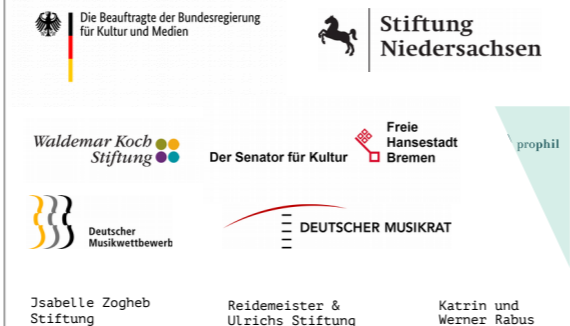 Die Beauftragte der Bundesregierung
für Kultur und Medien
Stiftung
Niedersachsen
Waldemar Koch
Stiftung
Der Senator für Kultur
Freie
Hansestadt
Bremen
prophil
Deutscher
Musikwettbewerb
DEUTSCHER MUSIKRAT
Jsabelle Zogheb
Stiftung
Reidemeister &
Ulrichs Stiftung
Katrin und
Werner Rabus